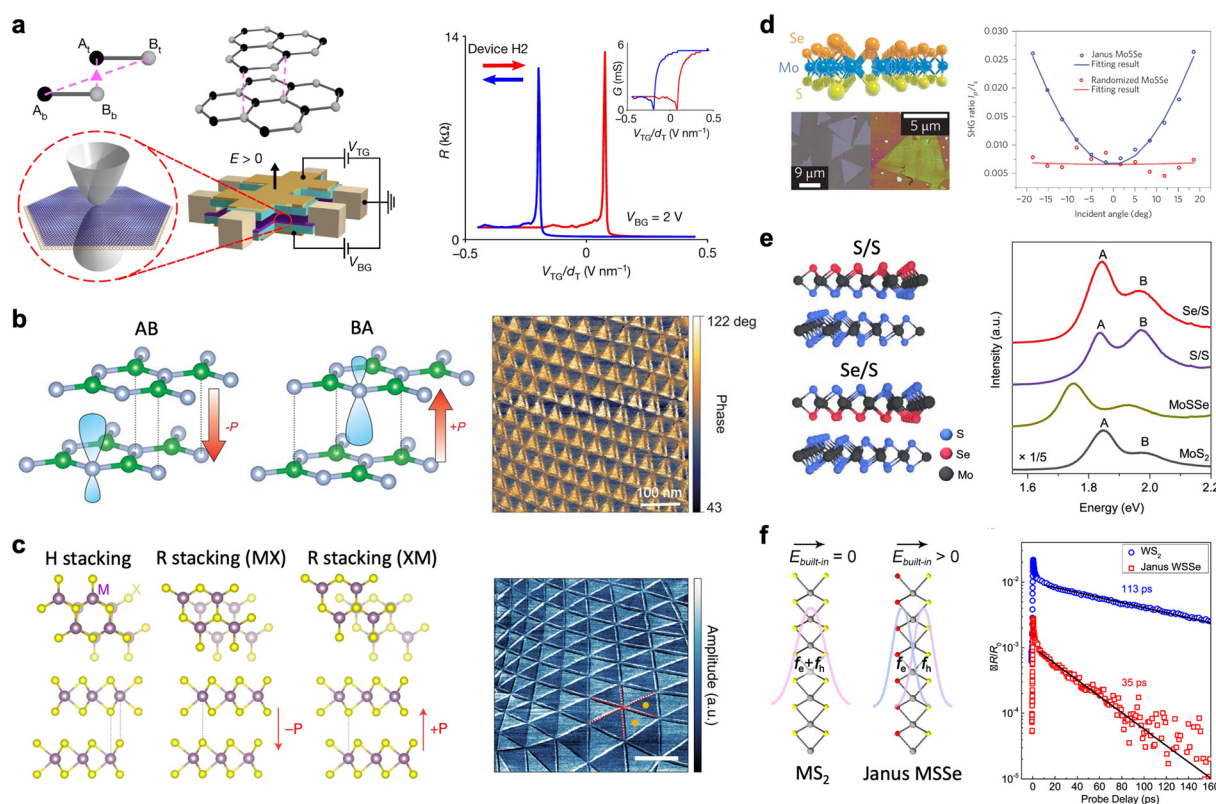 a
A_t
B_t
A_b
B_b
E > 0
V_TG
V_BG
14
R (kΩ)
0
Device H2
6
G (mS)
0
-0.5 0 0.5
V_TG/d_T (V nm⁻¹)
V_BG = 2 V
-0.5 0 0.5
V_TG/d_T (V nm⁻¹)
b
AB
BA
-P
+P
100 nm
122 deg
Phase
43
c
H stacking
R stacking (MX)
R stacking (XM)
M
X
–P
+P
Amplitude (a.u.)
d
Se
Mo
S
9 μm
5 μm
SHG ratio I_p/I_s
0.030
0.025
0.020
0.015
0.010
0.005
Janus MoSSe
Fitting result
Randomized MoSSe
Fitting result
−20 −15 −10 −5 0 5 10 15 20
Incident angle (deg)
e
S/S
Se/S
S
Se
Mo
Intensity (a.u.)
A
B
Se/S
A
B
S/S
MoSSe
A
B
× 1/5
MoS₂
1.6 1.8 2.0 2.2
Energy (eV)
f
E_built-in = 0
E_built-in > 0
f_e+f_h
f_e
f_h
MS₂
Janus MSSe
R/R₀
10⁻²
10⁻³
10⁻⁴
10⁻⁵
WS₂
Janus WSSe
113 ps
35 ps
0 20 40 60 80 100 120 140 160
Probe Delay (ps)